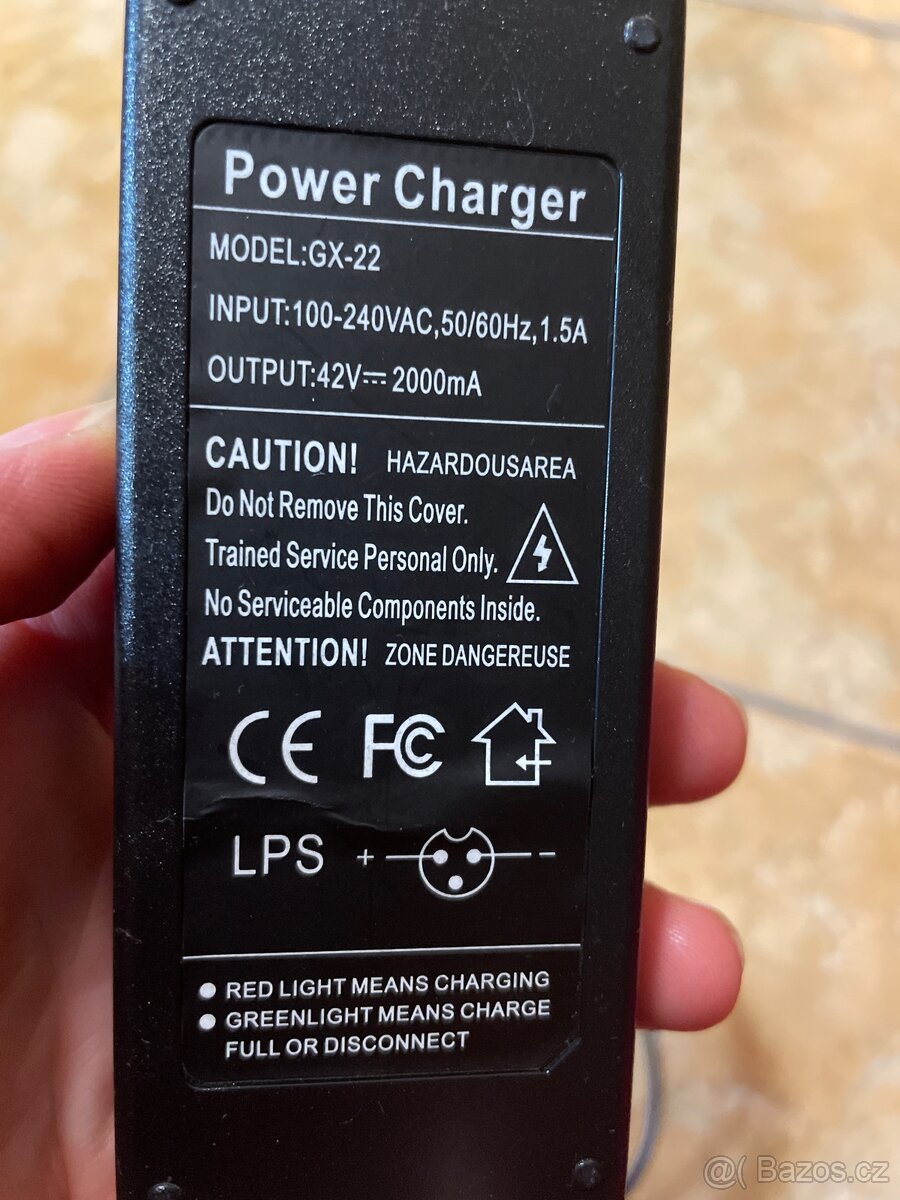 Power Charger
MODEL:GX-22
INPUT:100-240VAC,50/60Hz,1.5A
OUTPUT:42V⎓2000mA
CAUTION! HAZARDOUSAREA
Do Not Remove This Cover.
Trained Service Personal Only.
No Serviceable Components Inside.
ATTENTION! ZONE DANGEREUSE
CE FC
LPS + -
● RED LIGHT MEANS CHARGING
● GREENLIGHT MEANS CHARGE
FULL OR DISCONNECT
@( Bazos.cz